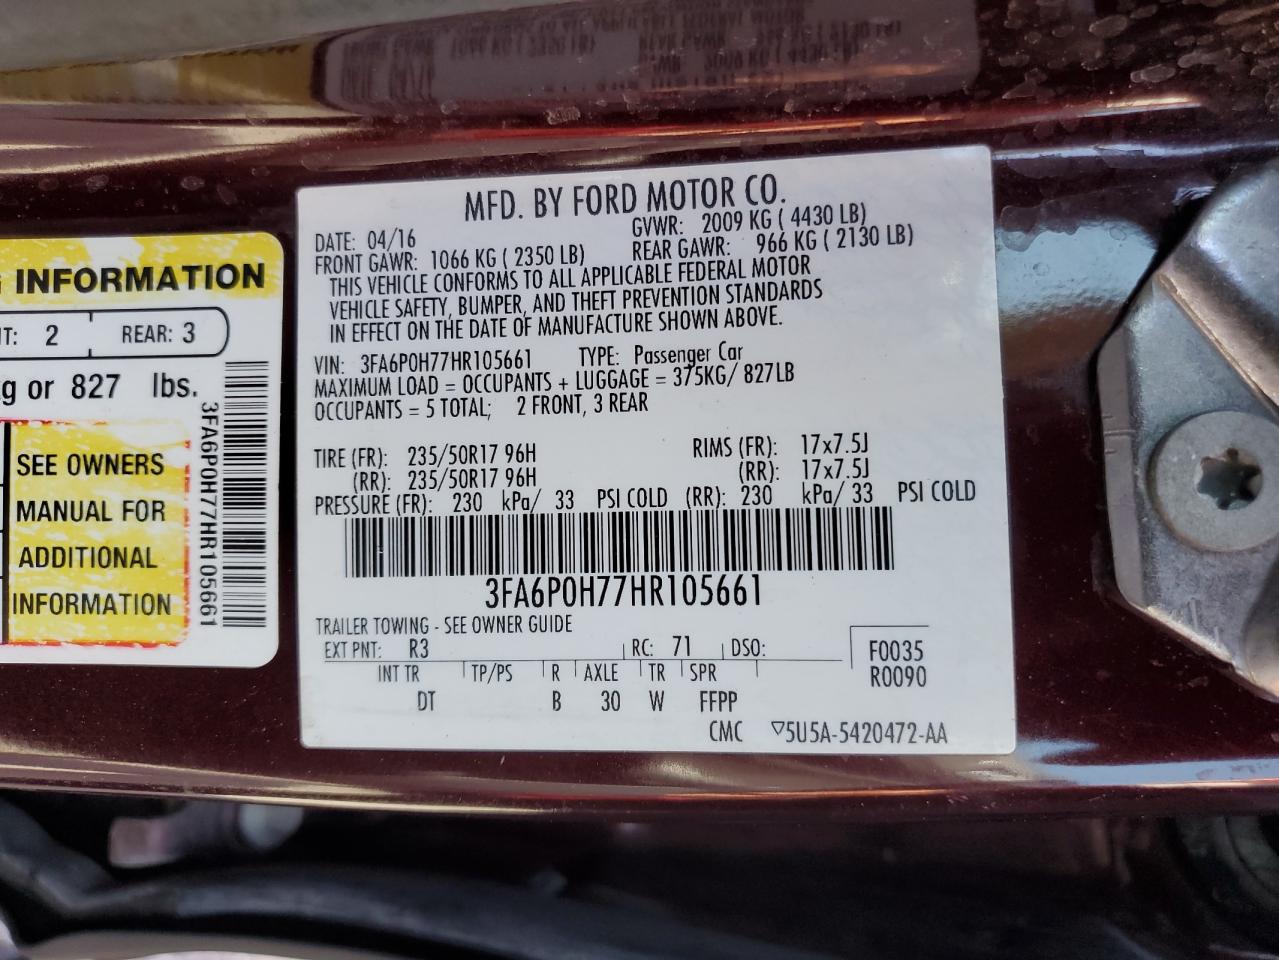 MFD. BY FORD MOTOR CO.
DATE: 04/16 GVWR: 2009 KG ( 4430 LB)
FRONT GAWR: 1066 KG ( 2350 LB) REAR GAWR: 966 KG ( 2130 LB)
THIS VEHICLE CONFORMS TO ALL APPLICABLE FEDERAL MOTOR
VEHICLE SAFETY, BUMPER, AND THEFT PREVENTION STANDARDS
IN EFFECT ON THE DATE OF MANUFACTURE SHOWN ABOVE.
VIN: 3FA6P0H77HR105661 TYPE: Passenger Car
MAXIMUM LOAD = OCCUPANTS + LUGGAGE = 375KG/ 827LB
OCCUPANTS = 5 TOTAL; 2 FRONT, 3 REAR
TIRE (FR): 235/50R17 96H RIMS (FR): 17x7.5J
(RR): 235/50R17 96H (RR): 17x7.5J
PRESSURE (FR): 230 kPa/ 33 PSI COLD (RR): 230 kPa/ 33 PSI COLD
3FA6P0H77HR105661
TRAILER TOWING - SEE OWNER GUIDE
EXT PNT: R3 RC: 71 DSO: F0035
INT TR TP/PS R AXLE TR SPR R0090
DT B 30 W FFPP
CMC ▽5U5A-5420472-AA
INFORMATION
2 REAR: 3
or 827 lbs.
SEE OWNERS
MANUAL FOR
ADDITIONAL
INFORMATION
3FA6P0H77HR105661